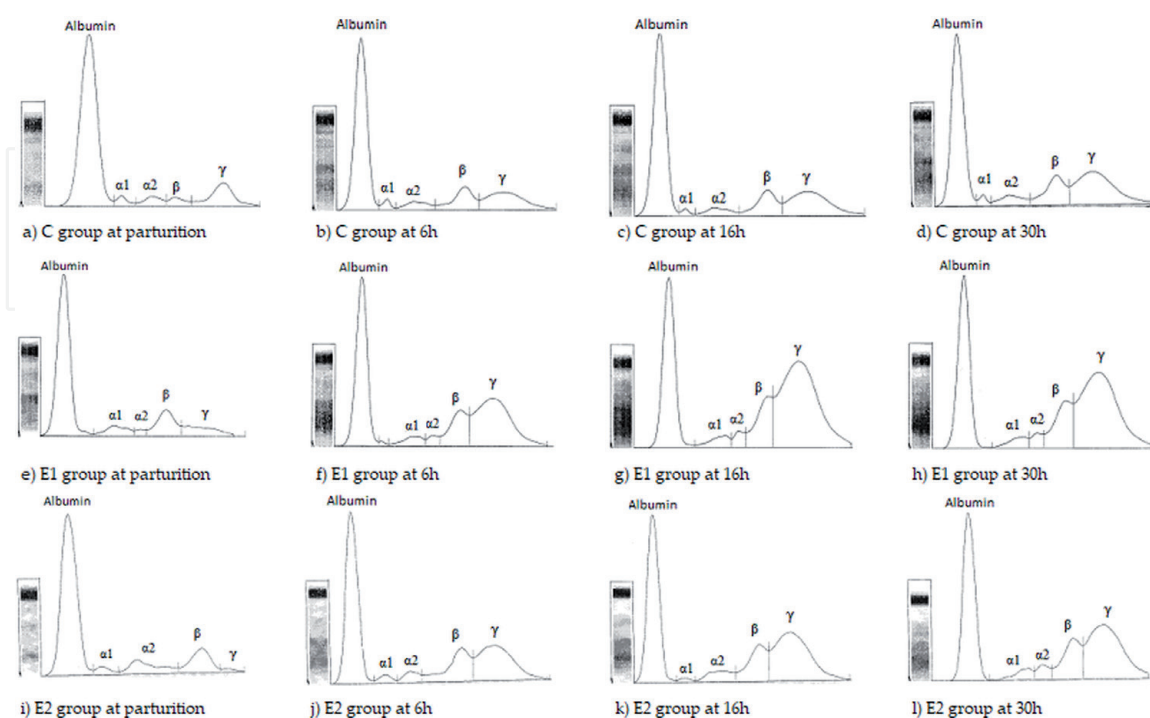 Albumin
α1 α2 β γ
a) C group at parturition
Albumin
α1 α2 β γ
b) C group at 6h
Albumin
α1 α2 β γ
c) C group at 16h
Albumin
α1 α2 β γ
d) C group at 30h
Albumin
α1 α2 β γ
e) E1 group at parturition
Albumin
α1 α2 β γ
f) E1 group at 6h
Albumin
α1 α2 β γ
g) E1 group at 16h
Albumin
α1 α2 β γ
h) E1 group at 30h
Albumin
α1 α2 β γ
i) E2 group at parturition
Albumin
α1 α2 β γ
j) E2 group at 6h
Albumin
α1 α2 β γ
k) E2 group at 16h
Albumin
α1 α2 β γ
l) E2 group at 30h